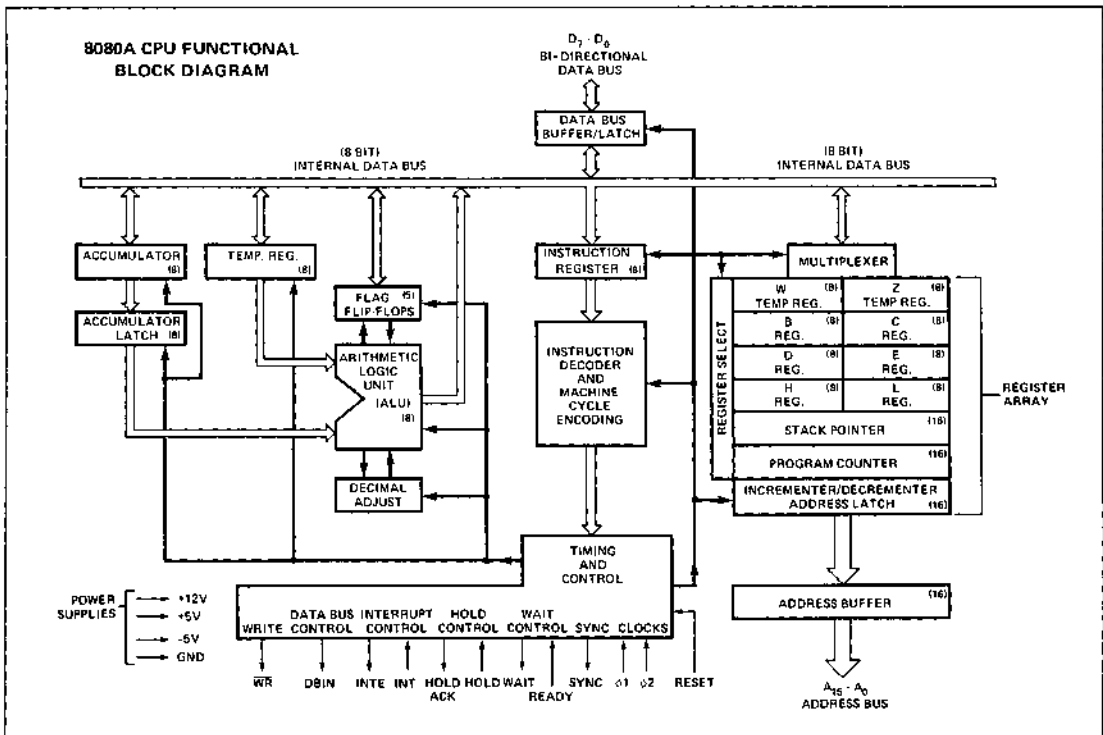 8080A CPU FUNCTIONAL
BLOCK DIAGRAM
D7 - D0
BI-DIRECTIONAL
DATA BUS
DATA BUS
BUFFER/LATCH
(8 BIT)
INTERNAL DATA BUS
(8 BIT)
INTERNAL DATA BUS
ACCUMULATOR
(8)
TEMP. REG.
(8)
INSTRUCTION
REGISTER (8)
MULTIPLEXER
ACCUMULATOR
LATCH (8)
FLAG (5)
FLIP-FLOPS
ARITHMETIC
LOGIC
UNIT
(ALU)
(8)
DECIMAL
ADJUST
INSTRUCTION
DECODER
AND
MACHINE
CYCLE
ENCODING
REGISTER SELECT
W (8)
TEMP REG.
Z (8)
TEMP REG.
B (8)
REG.
C (8)
REG.
D (8)
REG.
E (8)
REG.
H (8)
REG.
L (8)
REG.
STACK POINTER (16)
PROGRAM COUNTER (16)
INCREMENTER/DECREMENTER
ADDRESS LATCH (16)
REGISTER
ARRAY
TIMING
AND
CONTROL
ADDRESS BUFFER (16)
A15 - A0
ADDRESS BUS
POWER
SUPPLIES
+12V
+5V
-5V
GND
WRITE
DATA BUS
CONTROL
INTERRUPT
CONTROL
HOLD
CONTROL
WAIT
CONTROL
SYNC
CLOCKS
WR
DBIN
INTE
INT
HOLD
ACK
HOLD
WAIT
READY
SYNC
ϕ1
ϕ2
RESET